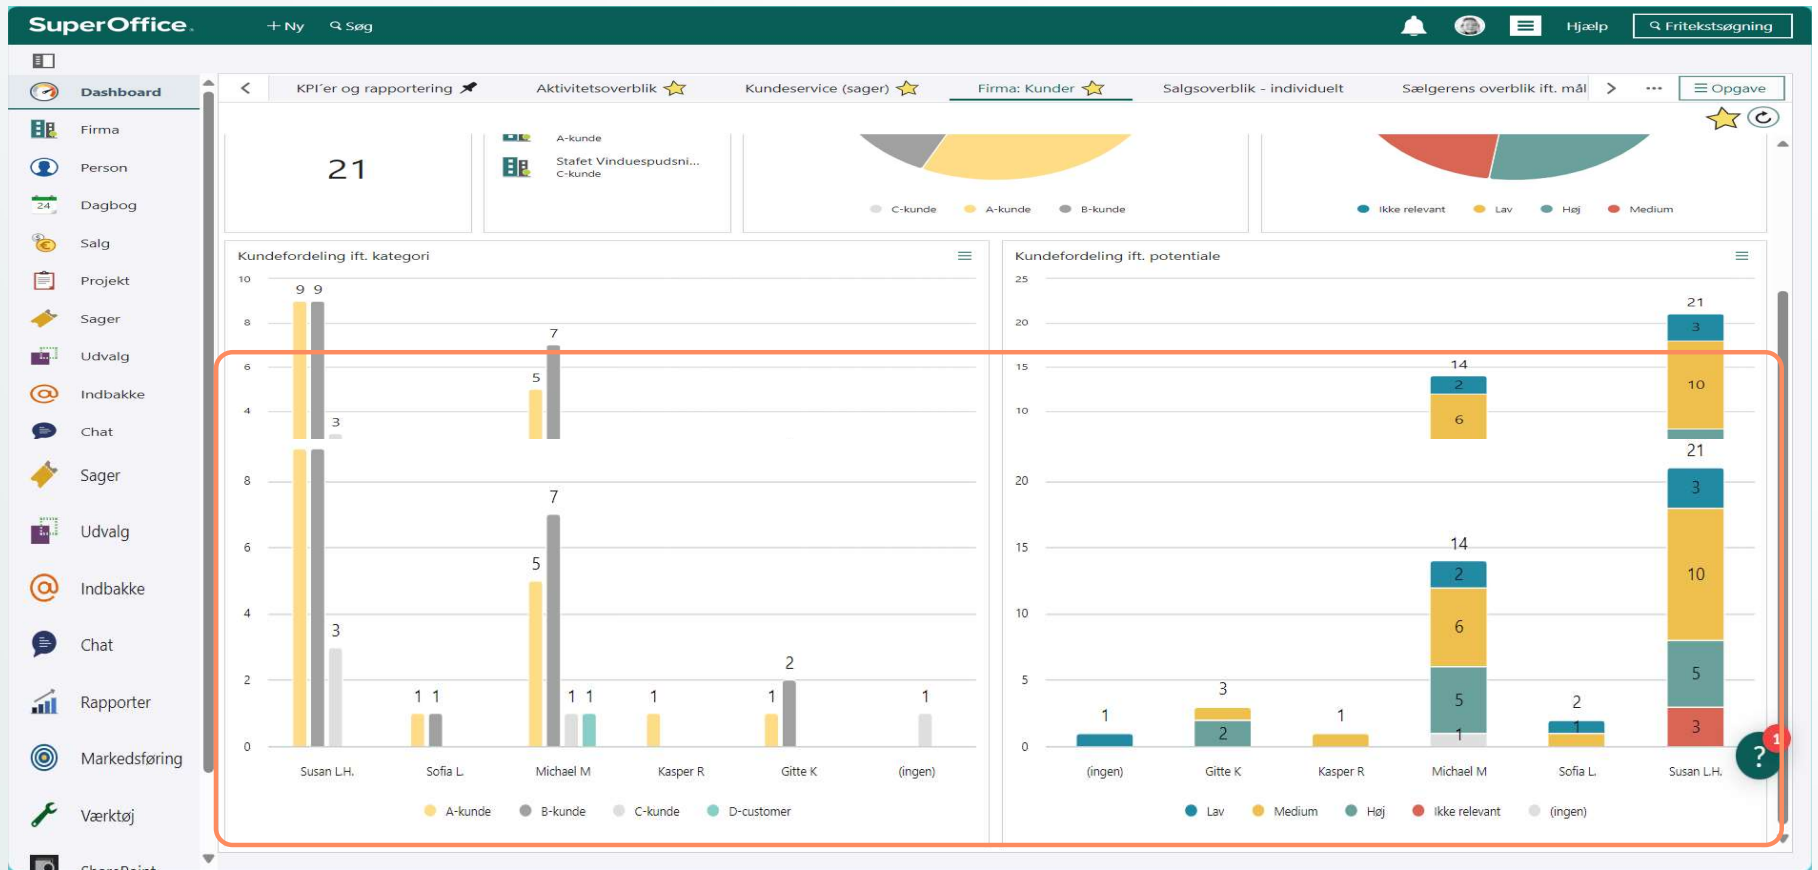 SuperOffice.
+ Ny
Søg
Hjælp
Fritekstsøgning
Dashboard
Firma
Person
24
Dagbog
Salg
Projekt
Sager
Udvalg
Indbakke
Chat
Sager
Udvalg
Indbakke
Chat
Rapporter
Markedsføring
Værktøj
KPI´er og rapportering
Aktivitetsoverblik
Kundeservice (sager)
Firma: Kunder
Salgsoverblik - individuelt
Sælgerens overblik ift. mål
Opgave
21
A-kunde
Stafet Vinduespudsni...
C-kunde
C-kunde A-kunde B-kunde
Ikke relevant Lav Høj Medium
Kundefordeling ift. kategori
10
9 9
8
7
6
5
4
3
8
7
6
5
4
3
2
2
1 1
1 1
1
1
1
0
Susan L.H. Sofia L. Michael M Kasper R Gitte K (ingen)
A-kunde B-kunde C-kunde D-customer
Kundefordeling ift. potentiale
25
21
20
3
15
14
2
10
10
6
21
20
3
15
14
2
10
10
6
5
5
5
3
2
1
1
2
1
1
3
0
(ingen) Gitte K Kasper R Michael M Sofia L. Susan L.H.
Lav Medium Høj Ikke relevant (ingen)
?
1